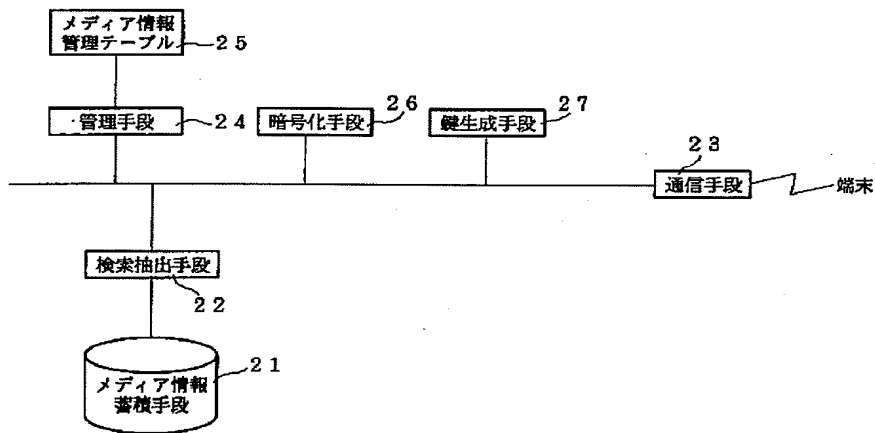 メディア情報
管理テーブル
２５
管理手段
２４
暗号化手段
２６
鍵生成手段
２７
２３
通信手段
端末
検索抽出手段
２２
メディア情報
蓄積手段
２１